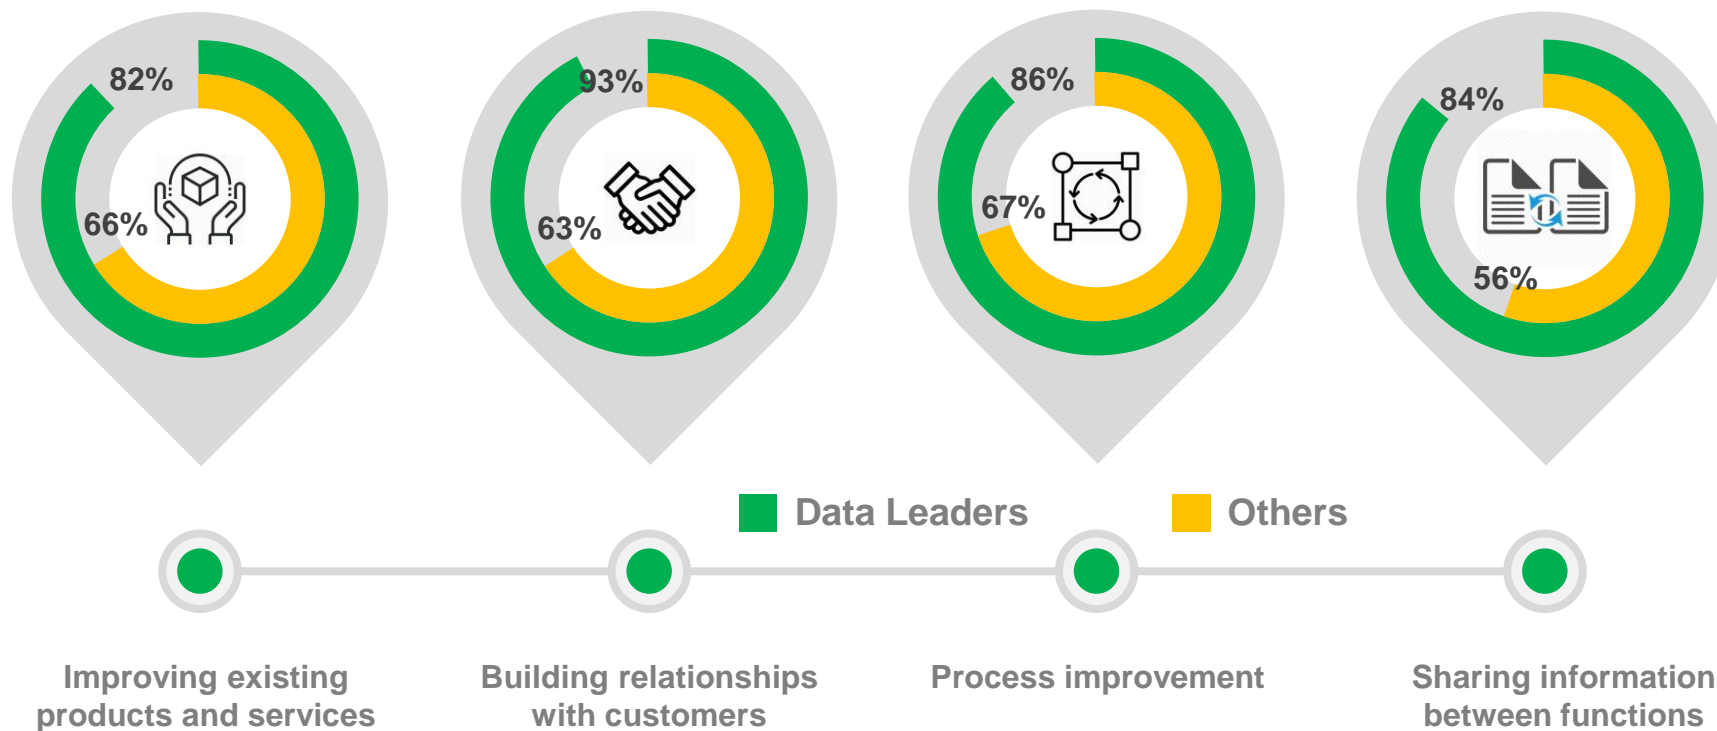 82%
66%
93%
63%
86%
67%
84%
56%
Data Leaders
Others
Improving existing
products and services
Building relationships
with customers
Process improvement
Sharing information
between functions